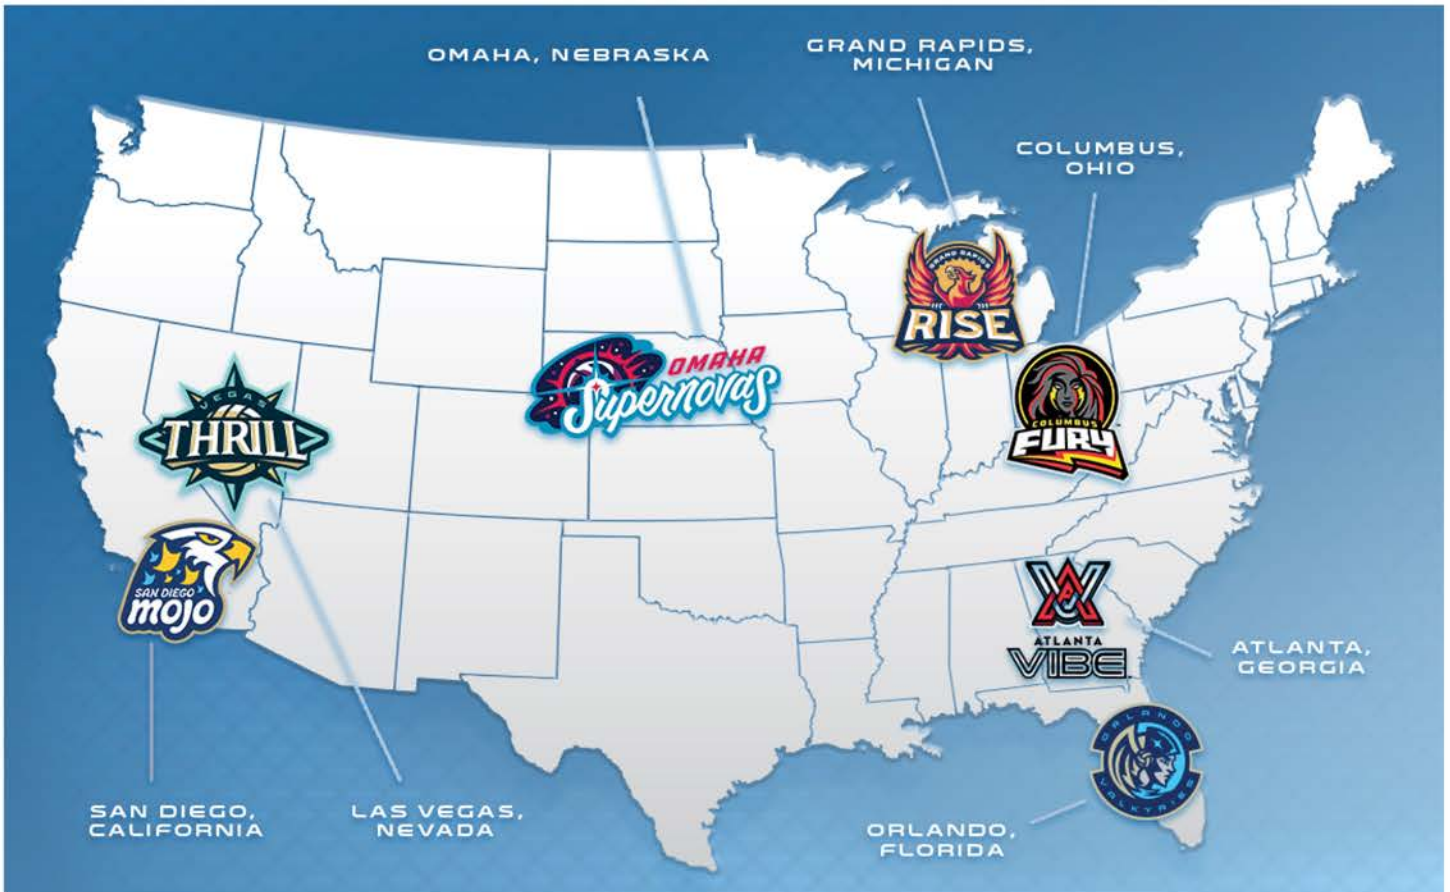 OMAHA, NEBRASKA
GRAND RAPIDS,
MICHIGAN
COLUMBUS,
OHIO
GRAND RAPIDS
RISE
OMAHA
Supernovas
VEGAS
THRILL
COLUMBUS
FURY
SAN DIEGO
mojo
ATLANTA
VIBE
ATLANTA,
GEORGIA
ORLANDO
VALKYRIES
SAN DIEGO,
CALIFORNIA
LAS VEGAS,
NEVADA
ORLANDO,
FLORIDA